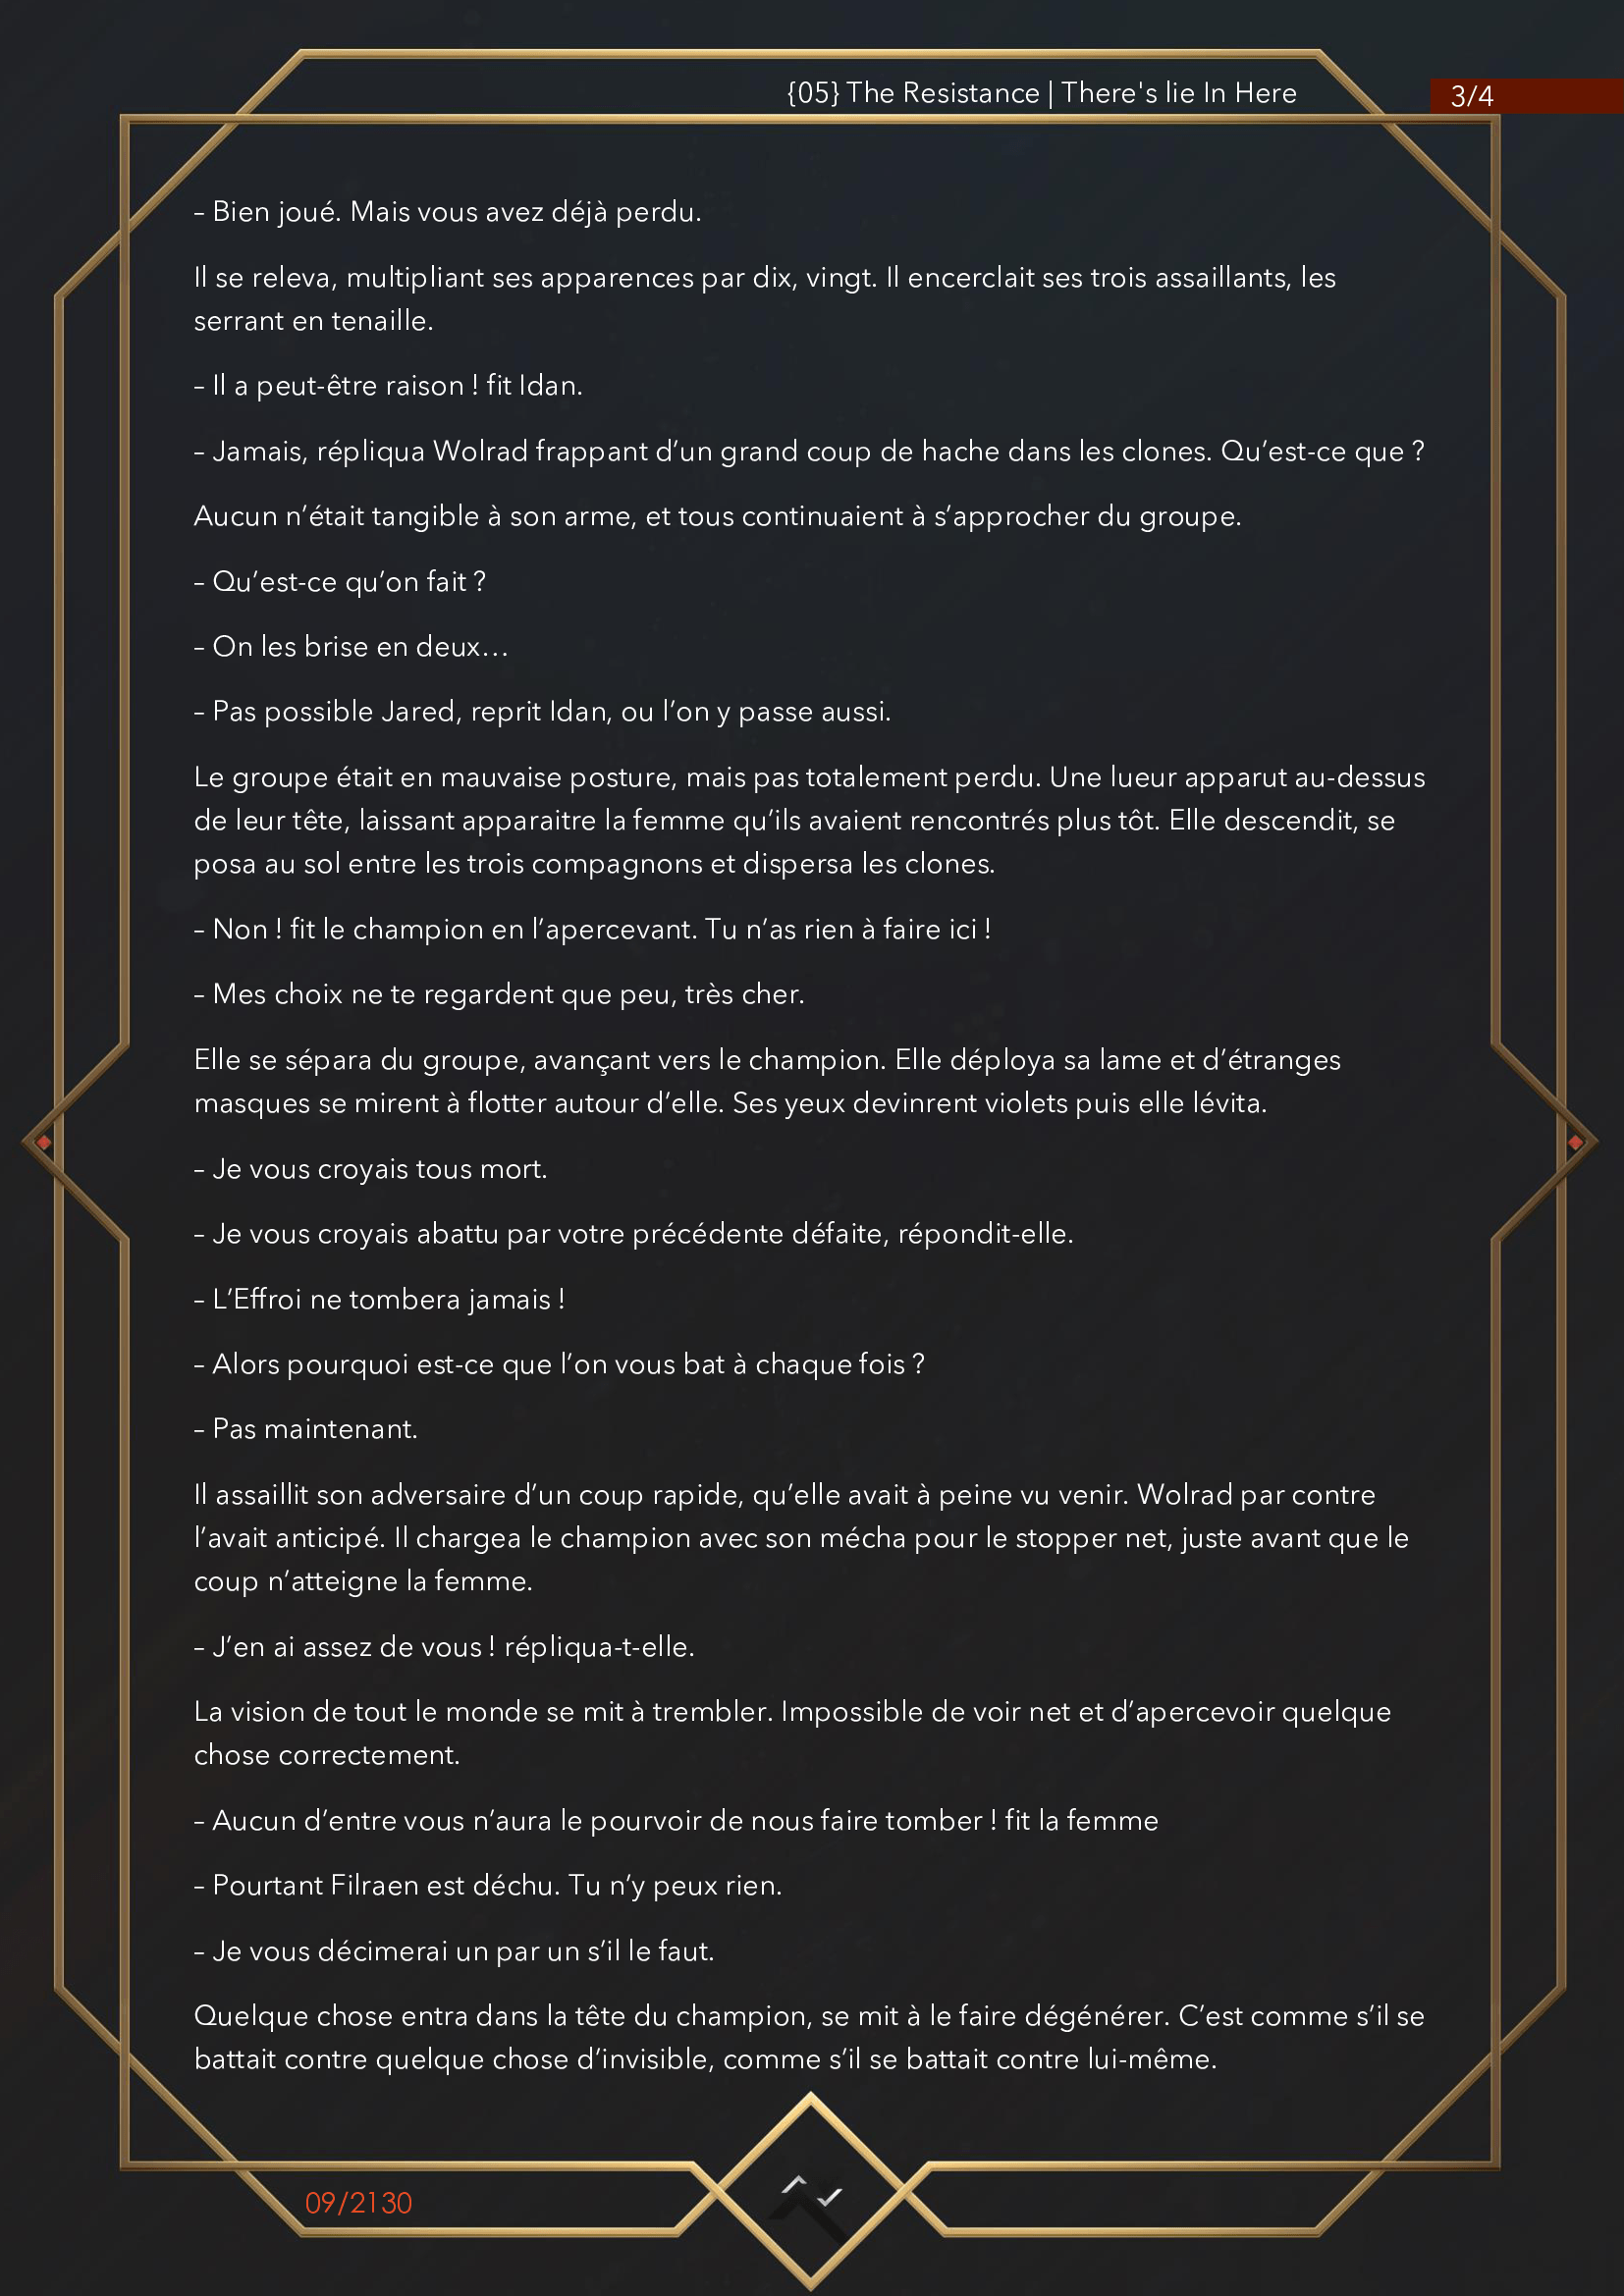 {05} The Resistance | There's lie In Here
3/4
– Bien joué. Mais vous avez déjà perdu.
Il se releva, multipliant ses apparences par dix, vingt. Il encerclait ses trois assaillants, les
serrant en tenaille.
– Il a peut-être raison ! fit Idan.
– Jamais, répliqua Wolrad frappant d’un grand coup de hache dans les clones. Qu’est-ce que ?
Aucun n’était tangible à son arme, et tous continuaient à s’approcher du groupe.
– Qu’est-ce qu’on fait ?
– On les brise en deux…
– Pas possible Jared, reprit Idan, ou l’on y passe aussi.
Le groupe était en mauvaise posture, mais pas totalement perdu. Une lueur apparut au-dessus
de leur tête, laissant apparaitre la femme qu’ils avaient rencontrés plus tôt. Elle descendit, se
posa au sol entre les trois compagnons et dispersa les clones.
– Non ! fit le champion en l’apercevant. Tu n’as rien à faire ici !
– Mes choix ne te regardent que peu, très cher.
Elle se sépara du groupe, avançant vers le champion. Elle déploya sa lame et d’étranges
masques se mirent à flotter autour d’elle. Ses yeux devinrent violets puis elle lévita.
– Je vous croyais tous mort.
– Je vous croyais abattu par votre précédente défaite, répondit-elle.
– L’Effroi ne tombera jamais !
– Alors pourquoi est-ce que l’on vous bat à chaque fois ?
– Pas maintenant.
Il assaillit son adversaire d’un coup rapide, qu’elle avait à peine vu venir. Wolrad par contre
l’avait anticipé. Il chargea le champion avec son mécha pour le stopper net, juste avant que le
coup n’atteigne la femme.
– J’en ai assez de vous ! répliqua-t-elle.
La vision de tout le monde se mit à trembler. Impossible de voir net et d’apercevoir quelque
chose correctement.
– Aucun d’entre vous n’aura le pourvoir de nous faire tomber ! fit la femme
– Pourtant Filraen est déchu. Tu n’y peux rien.
– Je vous décimerai un par un s’il le faut.
Quelque chose entra dans la tête du champion, se mit à le faire dégénérer. C’est comme s’il se
battait contre quelque chose d’invisible, comme s’il se battait contre lui-même.
09/2130